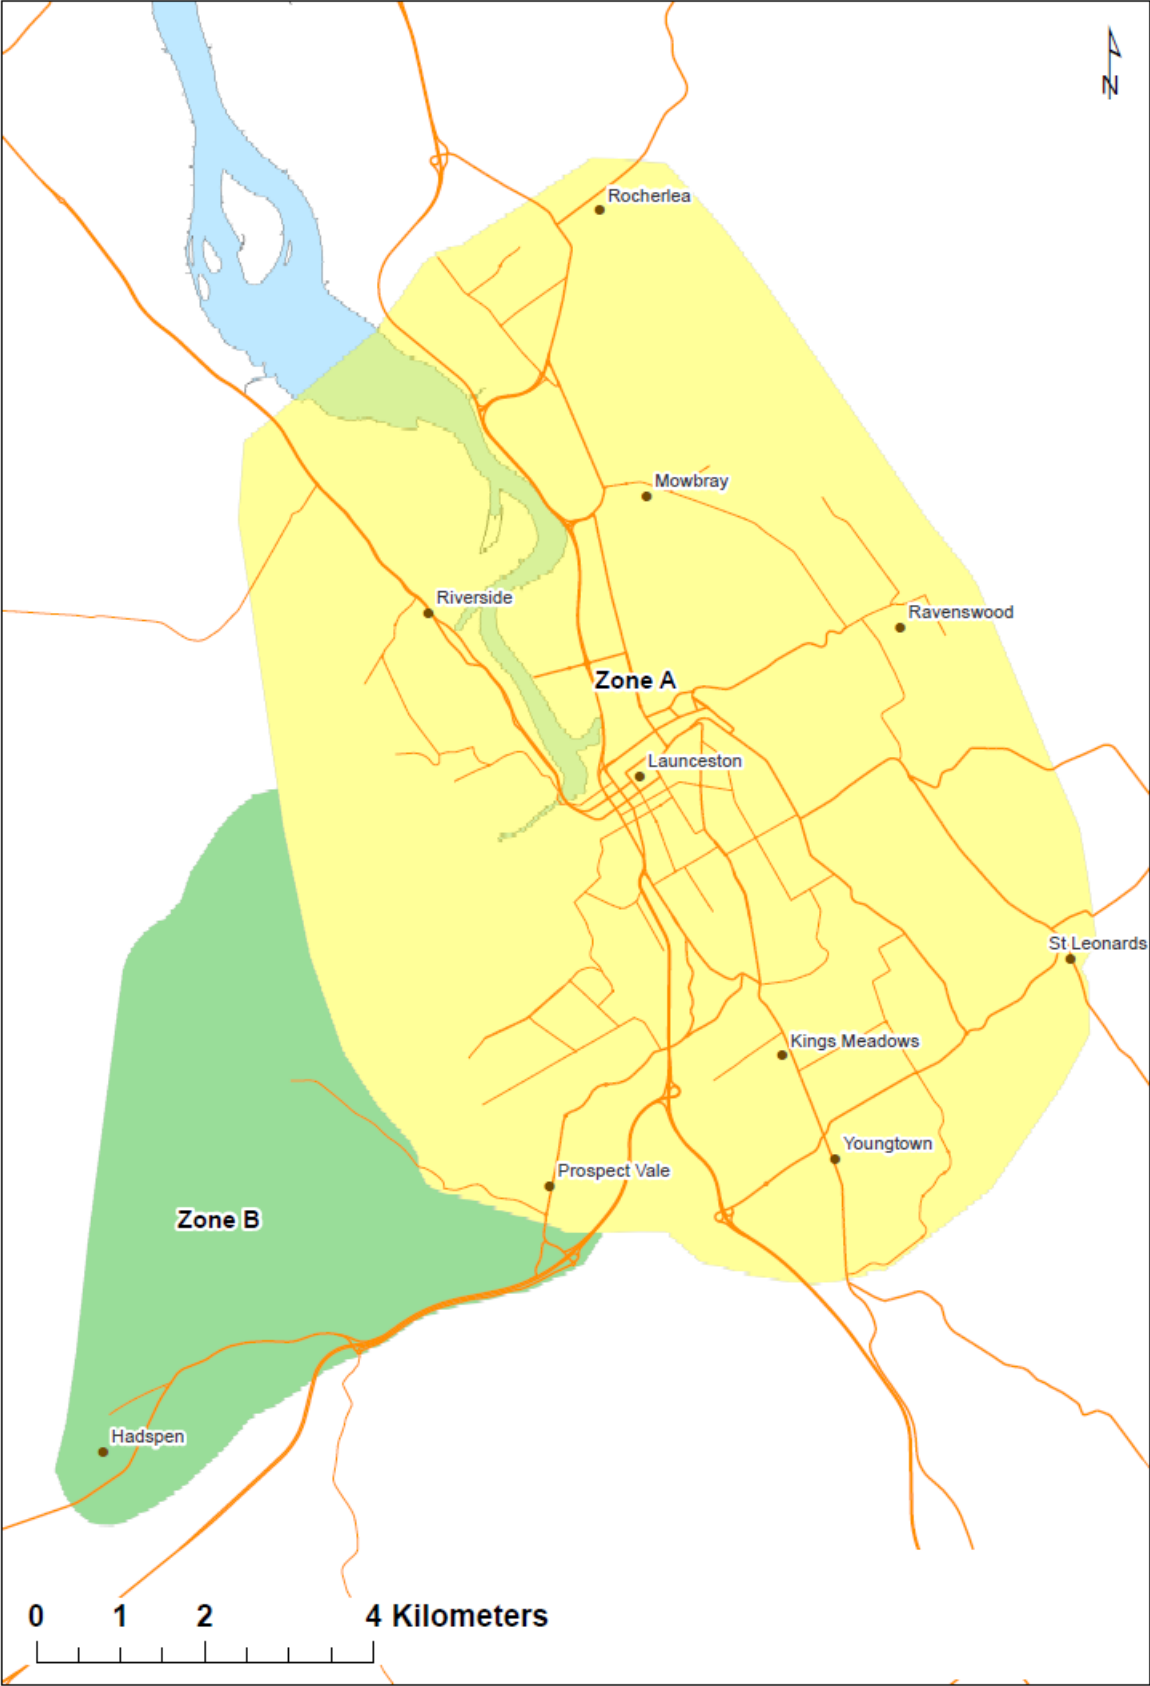 N
Rocherlea
Mowbray
Riverside
Ravenswood
Zone A
Launceston
St Leonards
Kings Meadows
Youngtown
Prospect Vale
Zone B
Hadspen
0 1 2 4 Kilometers